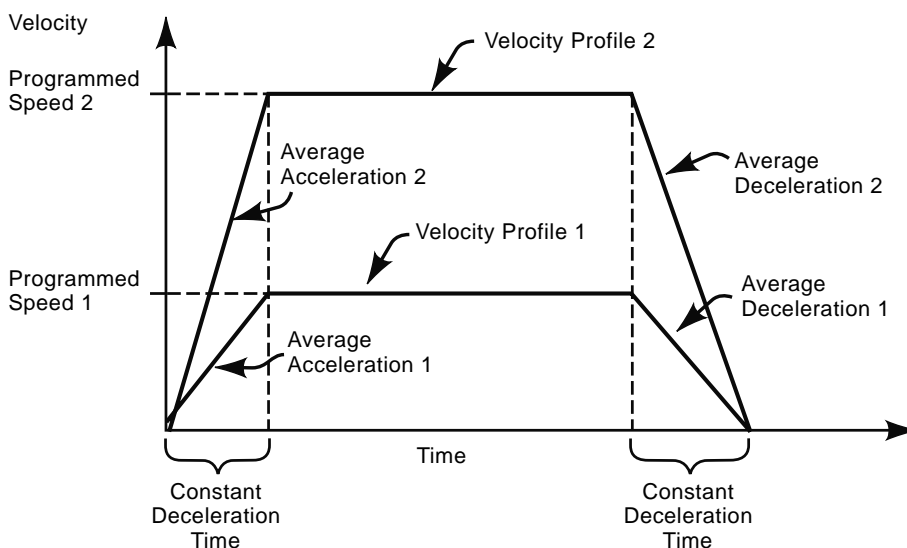 Velocity
Velocity Profile 2
Programmed
Speed 2
Average
Acceleration 2
Average
Deceleration 2
Velocity Profile 1
Programmed
Speed 1
Average
Deceleration 1
Average
Acceleration 1
Time
Constant
Deceleration
Time
Constant
Deceleration
Time